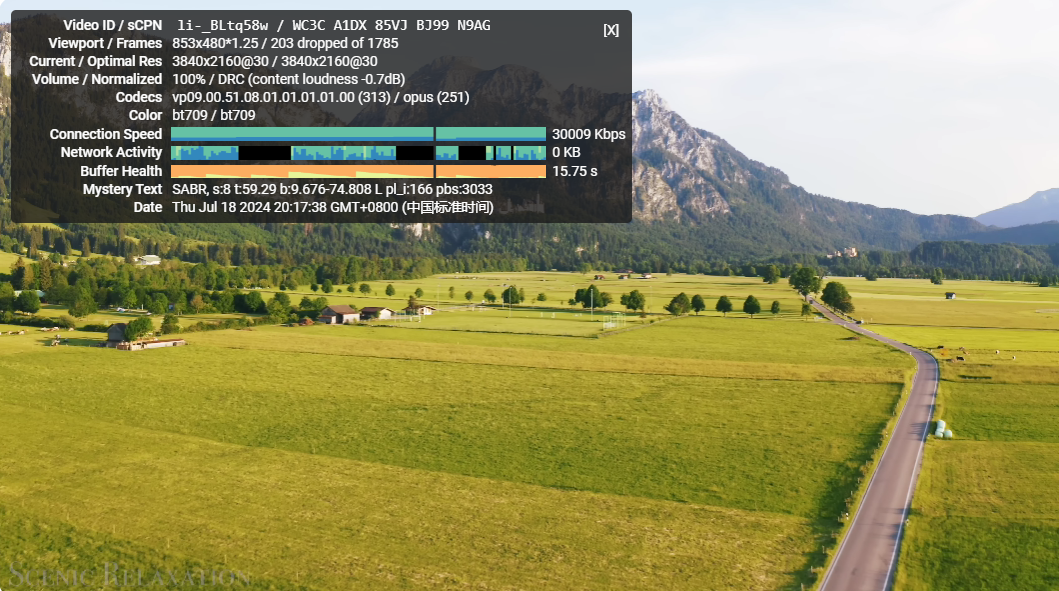 Video ID / sCPN li-_BLtq58w / WC3C A1DX 85VJ BJ99 N9AG
[X]
Viewport / Frames 853x480*1.25 / 203 dropped of 1785
Current / Optimal Res 3840x2160@30 / 3840x2160@30
Volume / Normalized 100% / DRC (content loudness -0.7dB)
Codecs vp09.00.51.08.01.01.01.01.00 (313) / opus (251)
Color bt709 / bt709
Connection Speed 30009 Kbps
Network Activity 0 KB
Buffer Health 15.75 s
Mystery Text SABR, s:8 t:59.29 b:9.676-74.808 L pl_i:166 pbs:3033
Date Thu Jul 18 2024 20:17:38 GMT+0800 (中国标准时间)
SCENIC RELAXATION